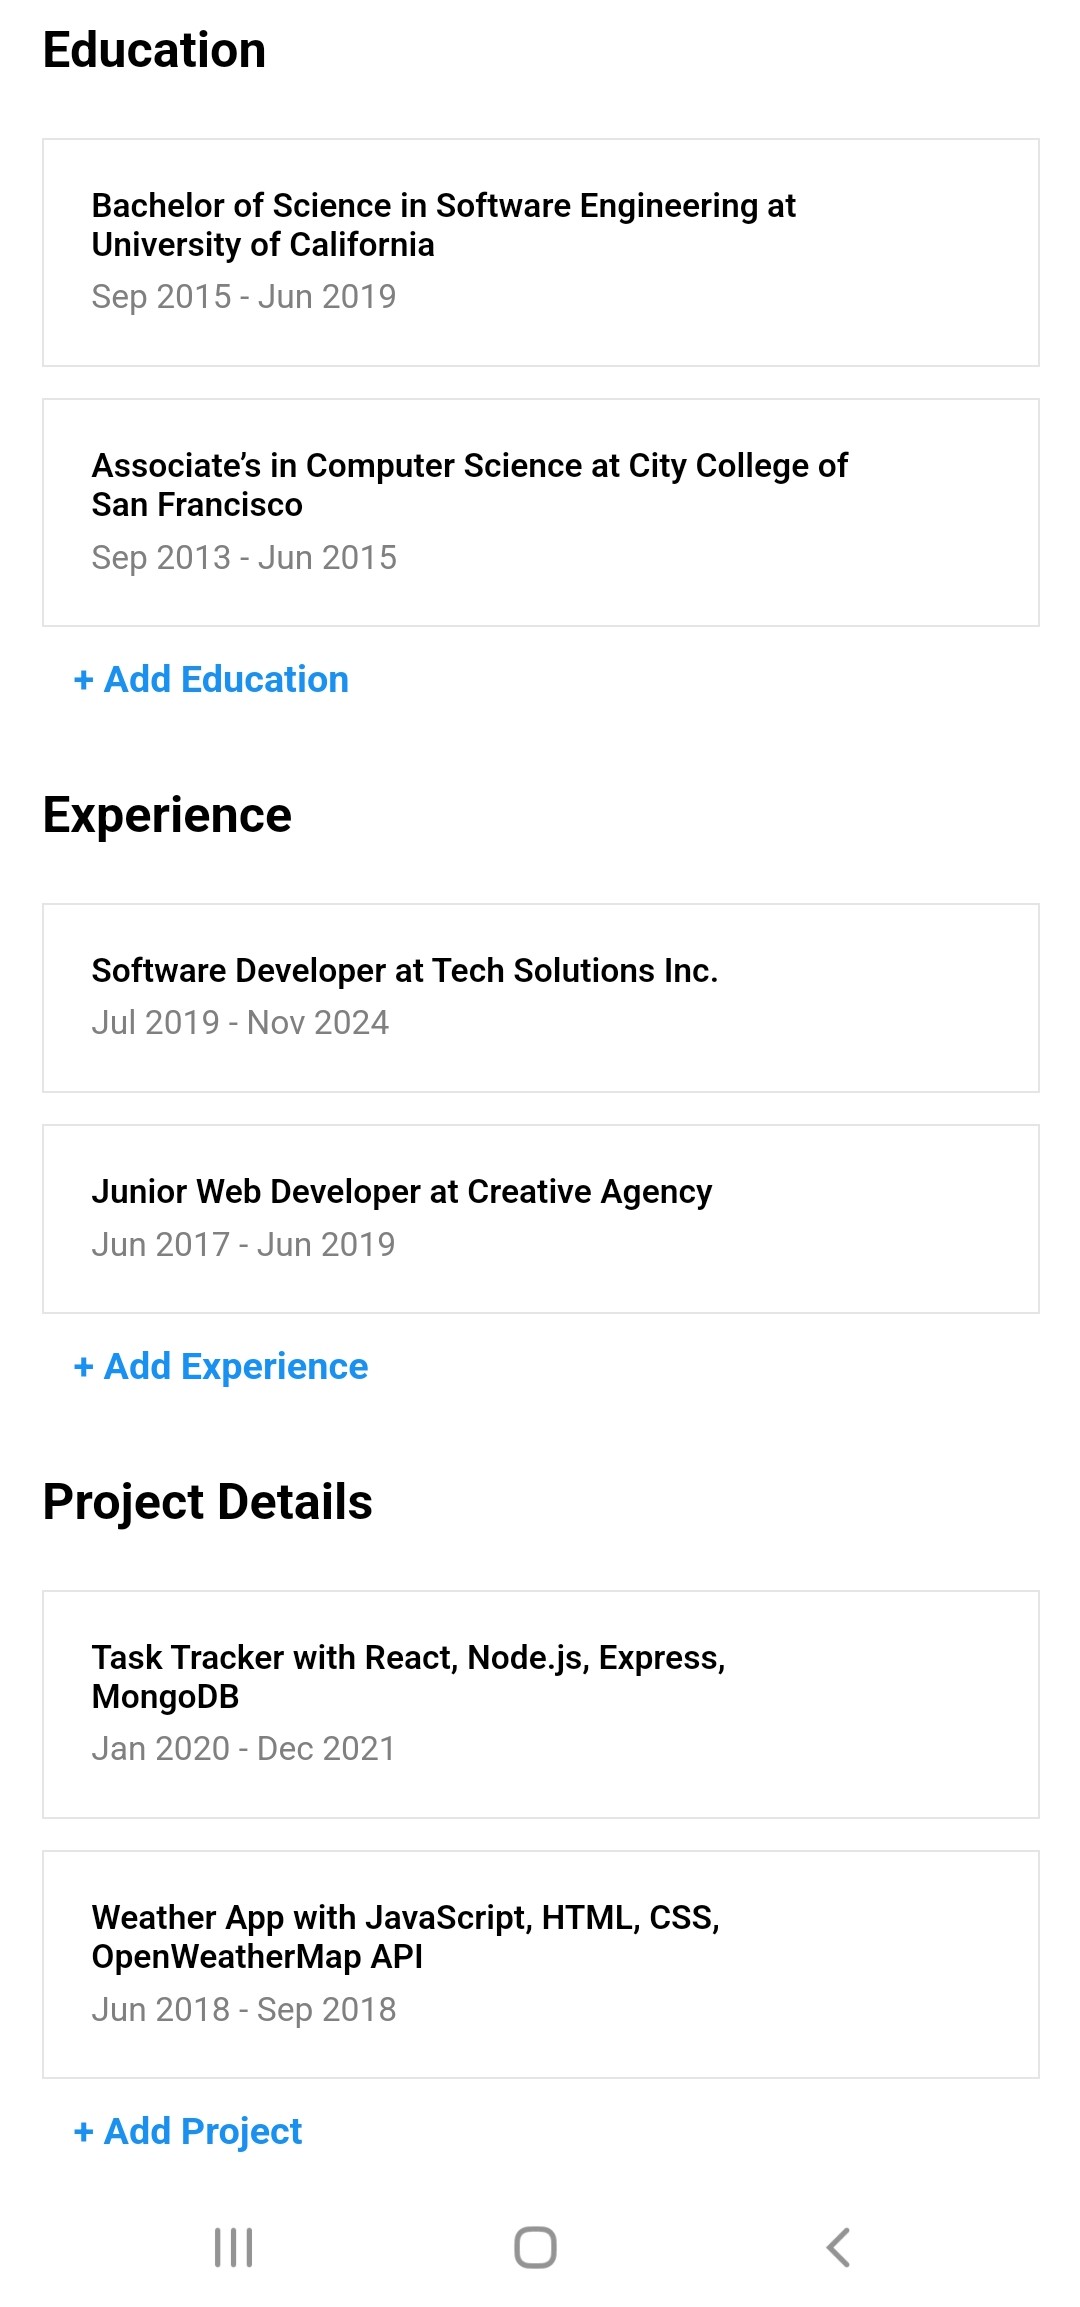 Education
Bachelor of Science in Software Engineering at
University of California
Sep 2015 - Jun 2019
Associate’s in Computer Science at City College of
San Francisco
Sep 2013 - Jun 2015
+ Add Education
Experience
Software Developer at Tech Solutions Inc.
Jul 2019 - Nov 2024
Junior Web Developer at Creative Agency
Jun 2017 - Jun 2019
+ Add Experience
Project Details
Task Tracker with React, Node.js, Express,
MongoDB
Jan 2020 - Dec 2021
Weather App with JavaScript, HTML, CSS,
OpenWeatherMap API
Jun 2018 - Sep 2018
+ Add Project